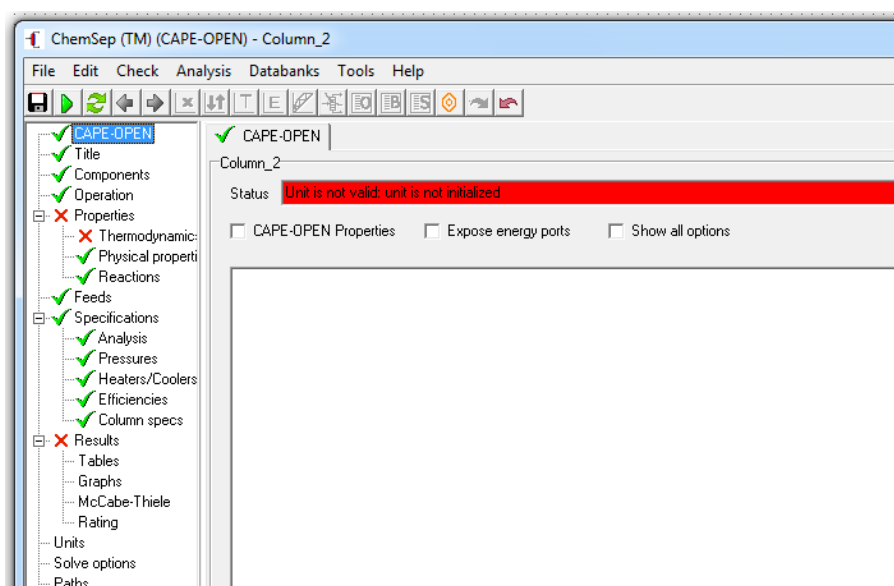 ChemSep (TM) (CAPE-OPEN) - Column_2
File Edit Check Analysis Databanks Tools Help
CAPE-OPEN
Title
Components
Operation
Properties
Thermodynamic:
Physical properti
Reactions
Feeds
Specifications
Analysis
Pressures
Heaters/Coolers
Efficiencies
Column specs
Results
Tables
Graphs
McCabe-Thiele
Rating
Units
Solve options
Paths
CAPE-OPEN
Column_2
Status Unit is not valid: unit is not initialized
CAPE-OPEN Properties Expose energy ports Show all options